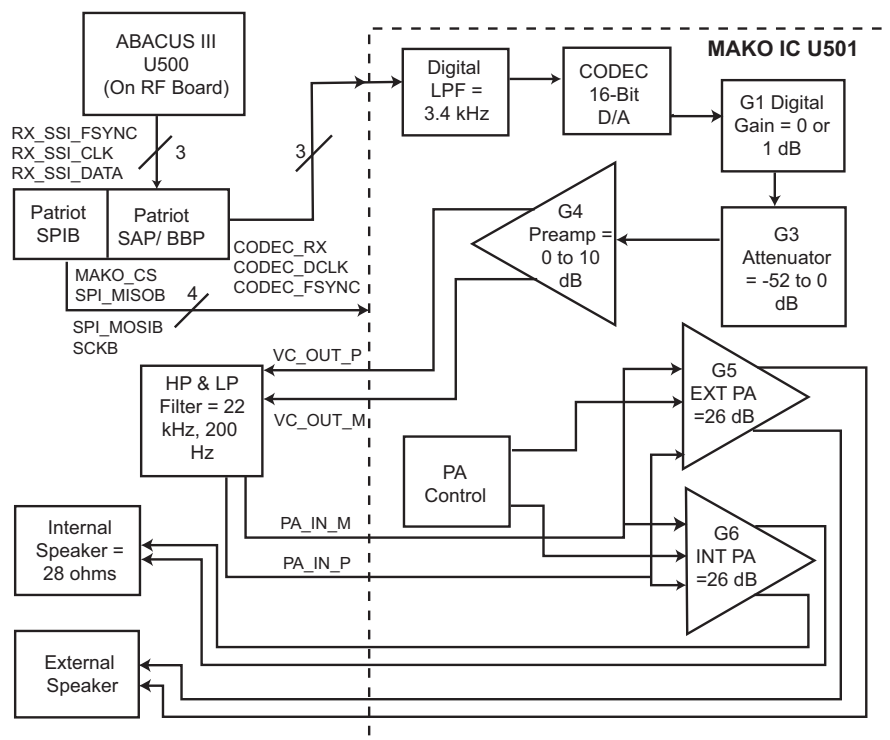 ABACUS III
U500
(On RF Board)
RX_SSI_FSYNC
RX_SSI_CLK
RX_SSI_DATA
3
Patriot
SPIB
Patriot
SAP/ BBP
3
CODEC_RX
CODEC_DCLK
CODEC_FSYNC
MAKO_CS
SPI_MISOB
4
SPI_MOSIB
SCKB
MAKO IC U501
Digital
LPF =
3.4 kHz
CODEC
16-Bit
D/A
G1 Digital
Gain = 0 or
1 dB
G3
Attenuator
= -52 to 0
dB
G4
Preamp =
0 to 10
dB
VC_OUT_P
VC_OUT_M
HP & LP
Filter = 22
kHz, 200
Hz
PA
Control
G5
EXT PA
=26 dB
G6
INT PA
=26 dB
PA_IN_M
PA_IN_P
Internal
Speaker =
28 ohms
External
Speaker